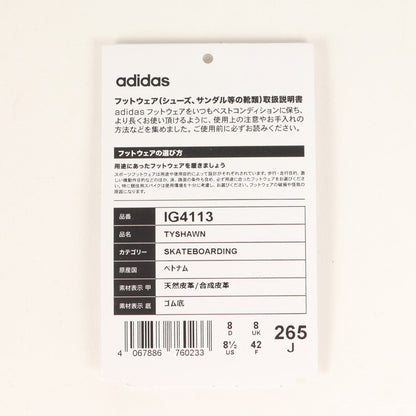 adidas
フットウェア(シューズ、サンダル等の靴類)取扱説明書
adidas フットウェアをいつもベストコンディションに保ち、
より長くお使い頂けるように、使用上の注意やお手入れの
方法などを集めました。ご使用前に必ずお読みください。
フットウェアの選び方
用途にあったフットウェアを履きましょう
品番 IG4113
品名 TYSHAWN
カテゴリー SKATEBOARDING
原産国 ベトナム
素材表示 甲 天然皮革/合成皮革
素材表示 底 ゴム底
8 D 8 UK
8½ US 42 F
265 J
4 067886 760233